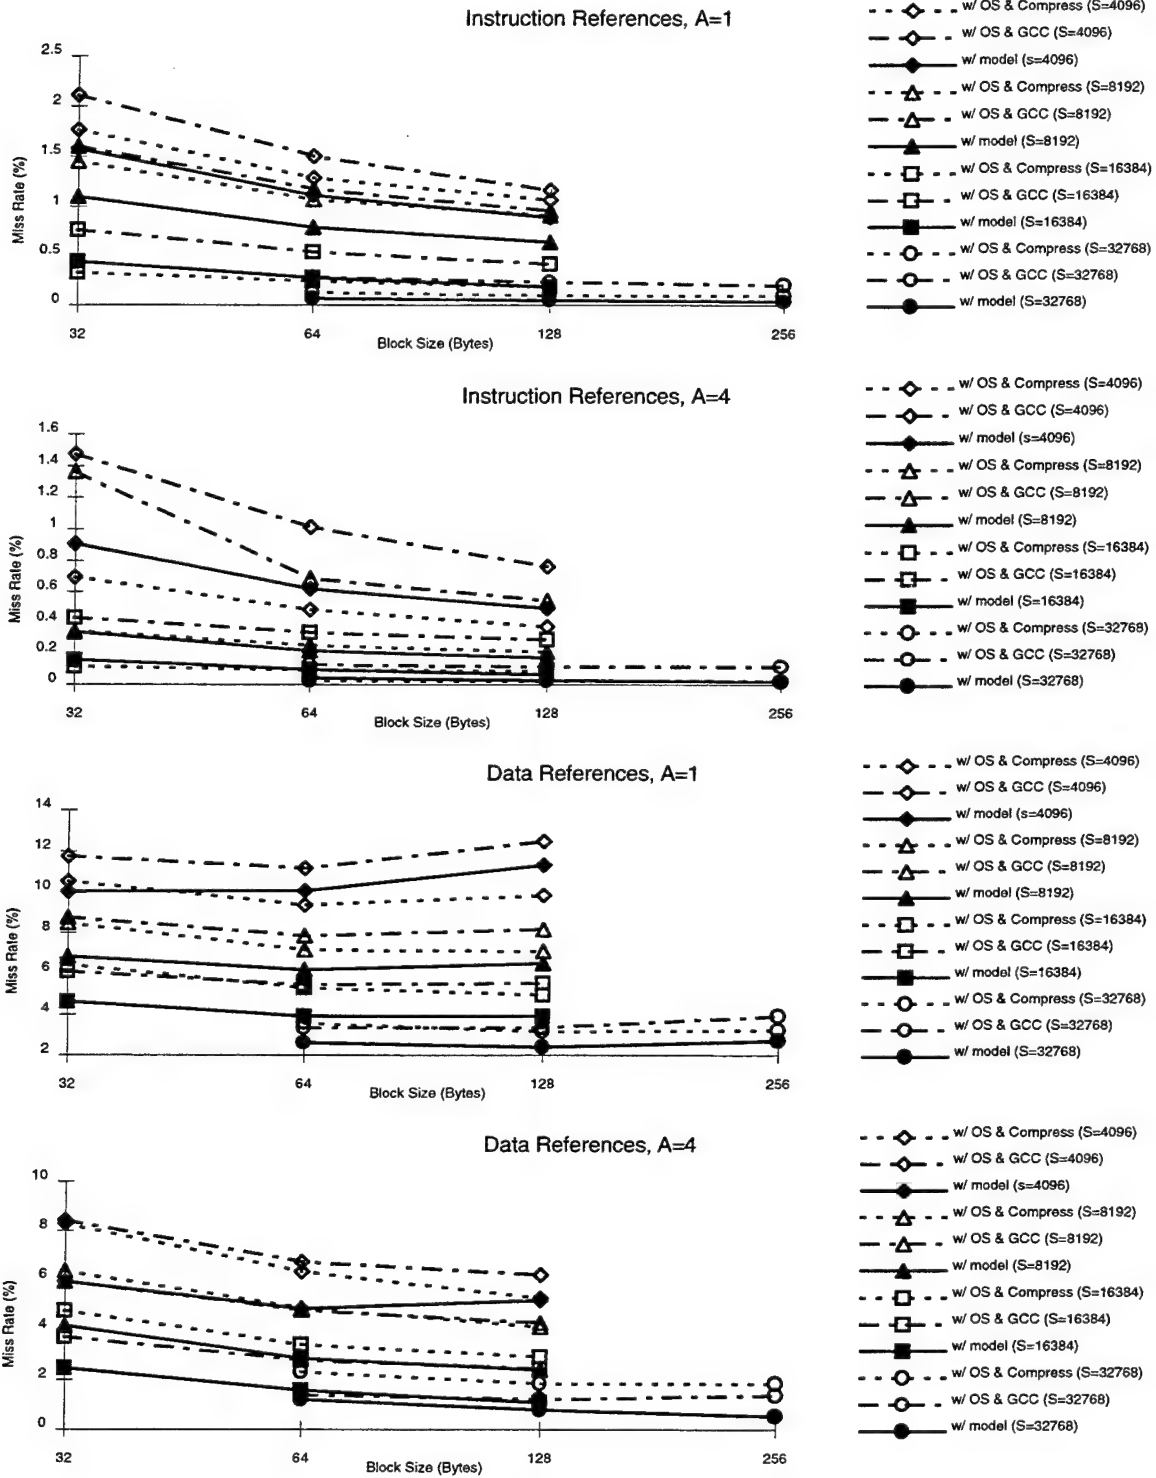 Instruction References, A=1
w/ OS & Compress (S=4096)
w/ OS & GCC (S=4096)
w/ model (s=4096)
w/ OS & Compress (S=8192)
w/ OS & GCC (S=8192)
w/ model (S=8192)
w/ OS & Compress (S=16384)
w/ OS & GCC (S=16384)
w/ model (S=16384)
w/ OS & Compress (S=32768)
w/ OS & GCC (S=32768)
w/ model (S=32768)
Miss Rate (%)
2.5
2
1.5
1
0.5
0
32
64
128
256
Block Size (Bytes)
Instruction References, A=4
w/ OS & Compress (S=4096)
w/ OS & GCC (S=4096)
w/ model (s=4096)
w/ OS & Compress (S=8192)
w/ OS & GCC (S=8192)
w/ model (S=8192)
w/ OS & Compress (S=16384)
w/ OS & GCC (S=16384)
w/ model (S=16384)
w/ OS & Compress (S=32768)
w/ OS & GCC (S=32768)
w/ model (S=32768)
Miss Rate (%)
1.6
1.4
1.2
1
0.8
0.6
0.4
0.2
0
32
64
128
256
Block Size (Bytes)
Data References, A=1
w/ OS & Compress (S=4096)
w/ OS & GCC (S=4096)
w/ model (s=4096)
w/ OS & Compress (S=8192)
w/ OS & GCC (S=8192)
w/ model (S=8192)
w/ OS & Compress (S=16384)
w/ OS & GCC (S=16384)
w/ model (S=16384)
w/ OS & Compress (S=32768)
w/ OS & GCC (S=32768)
w/ model (S=32768)
Miss Rate (%)
14
12
10
8
6
4
2
32
64
128
256
Block Size (Bytes)
Data References, A=4
w/ OS & Compress (S=4096)
w/ OS & GCC (S=4096)
w/ model (s=4096)
w/ OS & Compress (S=8192)
w/ OS & GCC (S=8192)
w/ model (S=8192)
w/ OS & Compress (S=16384)
w/ OS & GCC (S=16384)
w/ model (S=16384)
w/ OS & Compress (S=32768)
w/ OS & GCC (S=32768)
w/ model (S=32768)
Miss Rate (%)
10
8
6
4
2
0
32
64
128
256
Block Size (Bytes)